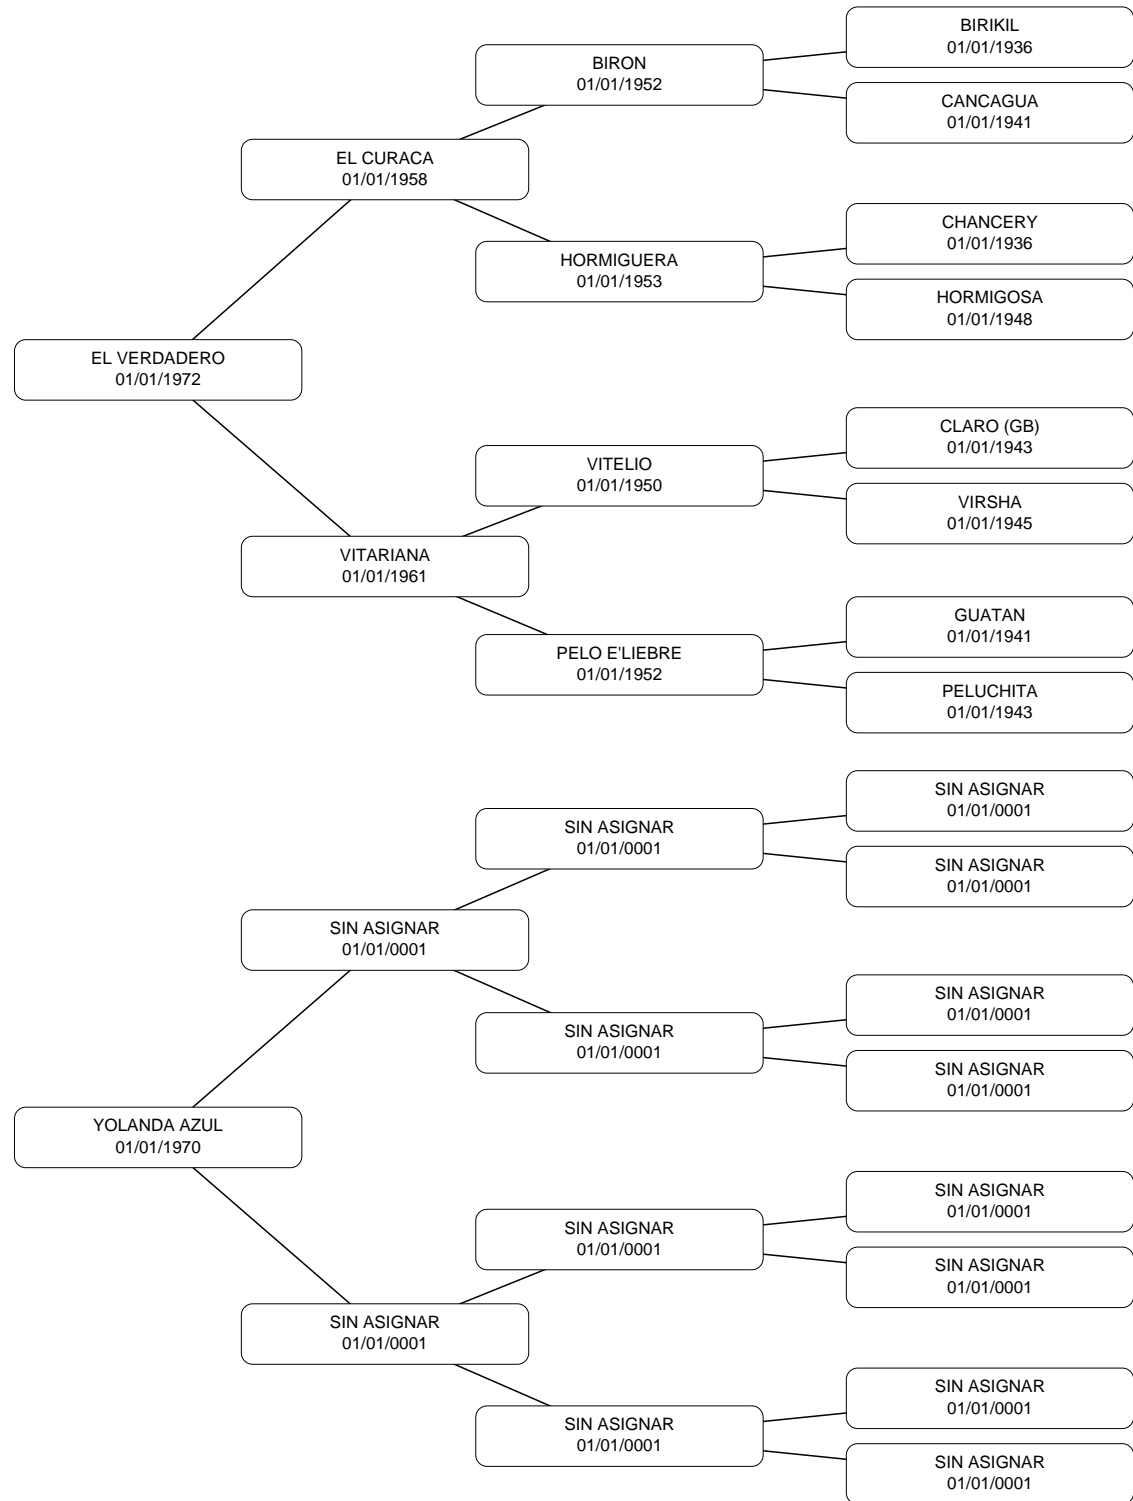 BIRIKIL
01/01/1936
BIRON
01/01/1952
CANCAGUA
01/01/1941
EL CURACA
01/01/1958
CHANCERY
01/01/1936
HORMIGUERA
01/01/1953
HORMIGOSA
01/01/1948
EL VERDADERO
01/01/1972
CLARO (GB)
01/01/1943
VITELIO
01/01/1950
VIRSHA
01/01/1945
VITARIANA
01/01/1961
GUATAN
01/01/1941
PELO E'LIEBRE
01/01/1952
PELUCHITA
01/01/1943
SIN ASIGNAR
01/01/0001
SIN ASIGNAR
01/01/0001
SIN ASIGNAR
01/01/0001
SIN ASIGNAR
01/01/0001
SIN ASIGNAR
01/01/0001
SIN ASIGNAR
01/01/0001
SIN ASIGNAR
01/01/0001
YOLANDA AZUL
01/01/1970
SIN ASIGNAR
01/01/0001
SIN ASIGNAR
01/01/0001
SIN ASIGNAR
01/01/0001
SIN ASIGNAR
01/01/0001
SIN ASIGNAR
01/01/0001
SIN ASIGNAR
01/01/0001
SIN ASIGNAR
01/01/0001